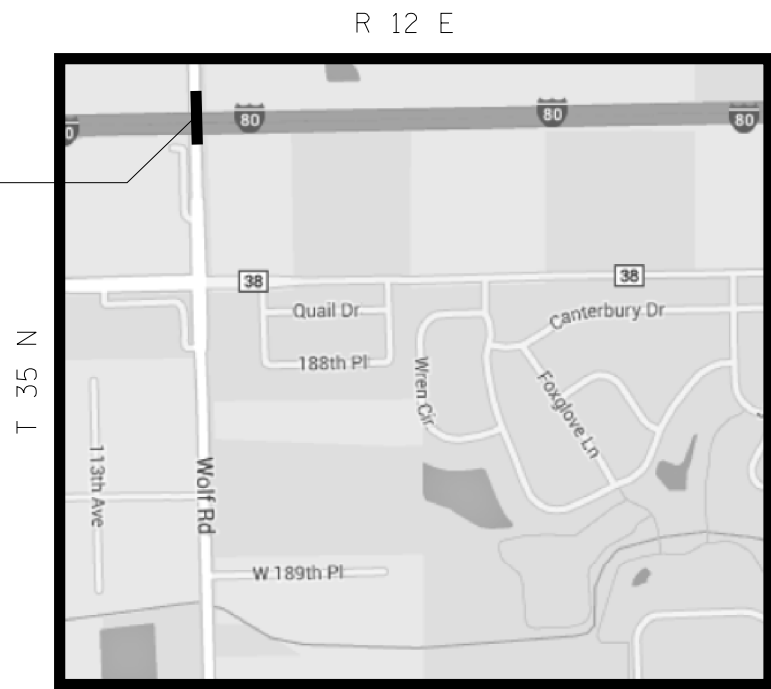 R 12 E
80
80
80
0
38
38
Quail Dr
Canterbury Dr
188th Pl
Wren Cir
Foxglove Ln
T 35 N
113th Ave
Wolf Rd
W 189th Pl